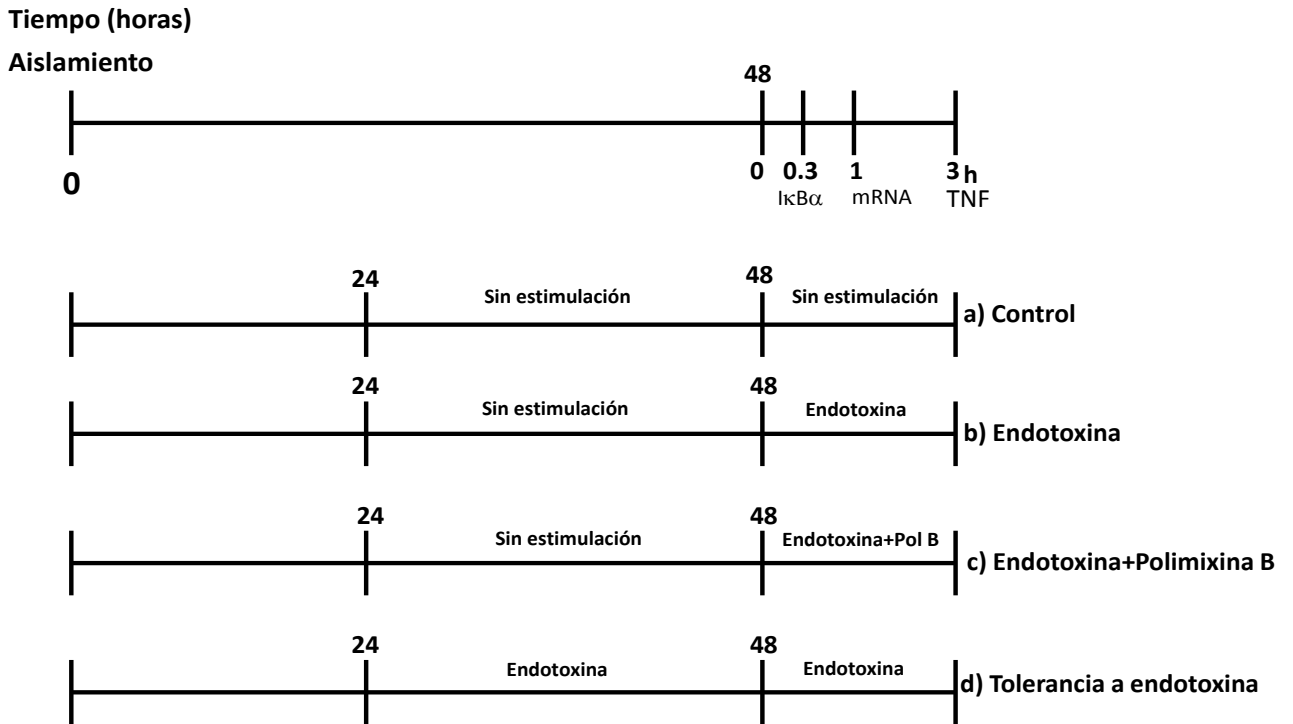 Tiempo (horas)
Aislamiento
48
0
0 0.3 1 3 h
IκBα mRNA TNF
24 48
Sin estimulación Sin estimulación
a) Control
24 48
Sin estimulación Endotoxina
b) Endotoxina
24 48
Sin estimulación Endotoxina+Pol B
c) Endotoxina+Polimixina B
24 48
Endotoxina Endotoxina
d) Tolerancia a endotoxina